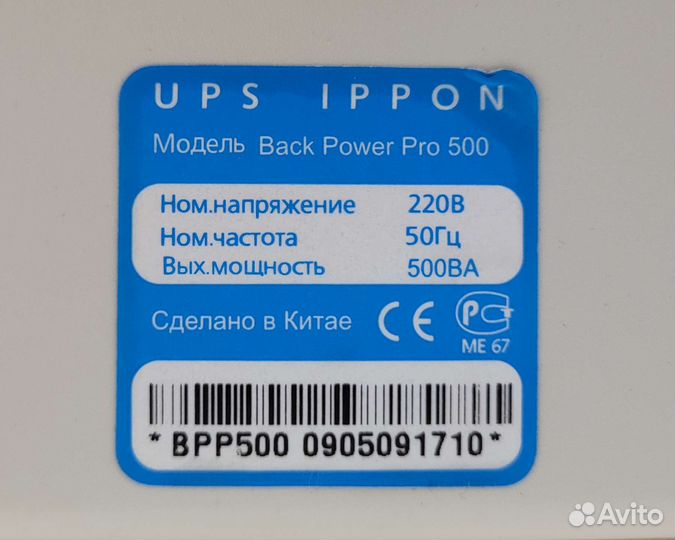 UPS IPPON
Модель Back Power Pro 500
Ном.напряжение 220В
Ном.частота 50Гц
Вых.мощность 500ВА
Сделано в Китае CE РСТ
ME 67
* BPP500 0905091710 *
Avito